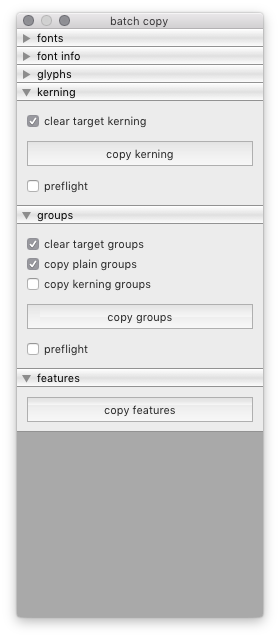 batch copy
fonts
font info
glyphs
kerning
clear target kerning
copy kerning
preflight
groups
clear target groups
copy plain groups
copy kerning groups
copy groups
preflight
features
copy features